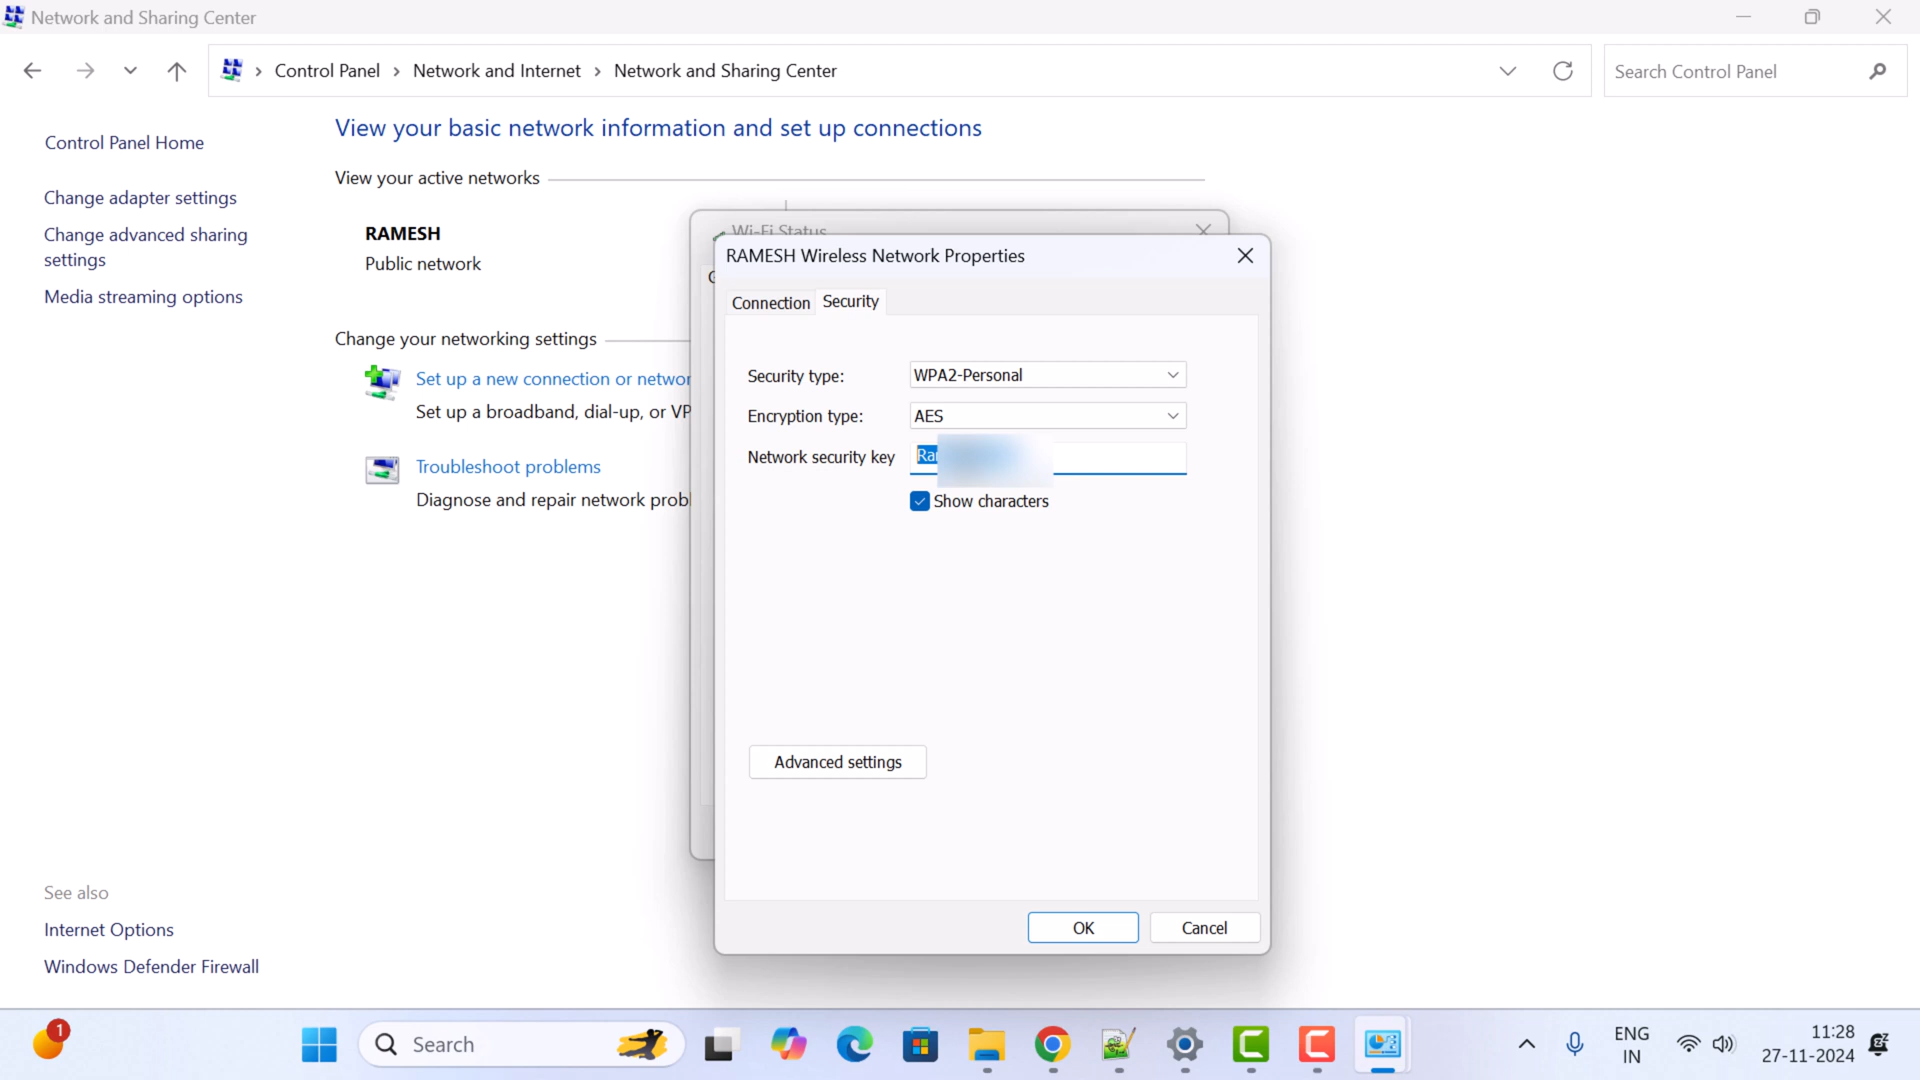 Network and Sharing Center
Control Panel > Network and Internet > Network and Sharing Center
Search Control Panel
Control Panel Home
Change adapter settings
Change advanced sharing
settings
Media streaming options
View your basic network information and set up connections
View your active networks
RAMESH
Public network
Change your networking settings
Set up a new connection or networ
Set up a broadband, dial-up, or VP
Troubleshoot problems
Diagnose and repair network probl
Wi-Fi Status
RAMESH Wireless Network Properties
Connection
Security
Security type:
WPA2-Personal
Encryption type:
AES
Network security key
Show characters
Advanced settings
OK
Cancel
See also
Internet Options
Windows Defender Firewall
1
Search
ENG
IN
11:28
27-11-2024